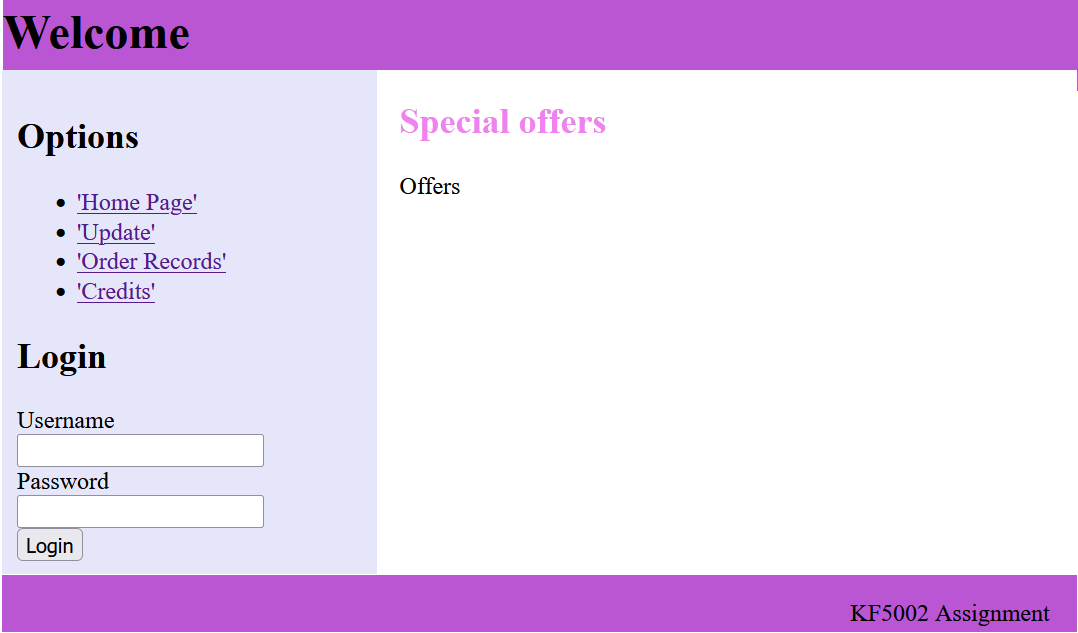 Welcome
Options
'Home Page'
'Update'
'Order Records'
'Credits'
Login
Username
Password
Login
Special offers
Offers
KF5002 Assignment